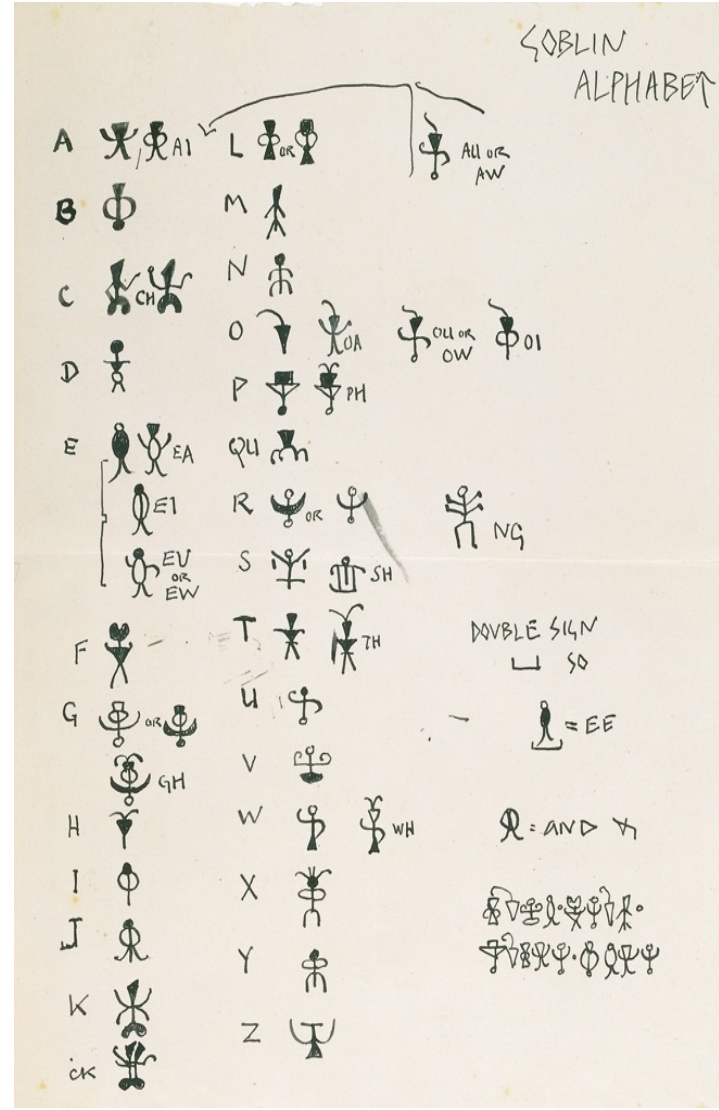 GOBLIN
ALPHABET
A , AI
B
C CH
D
E EA
EI
EU
OR
EW
F
G OR
GH
H
I
J
K
CK
L OR
AU OR
AW
M
N
O OA OU OR
OW OI
P PH
QU
R OR
NG
S SH
T TH
U
V
W WH
X
Y
Z
DOUBLE SIGN
SO
= EE
= AND